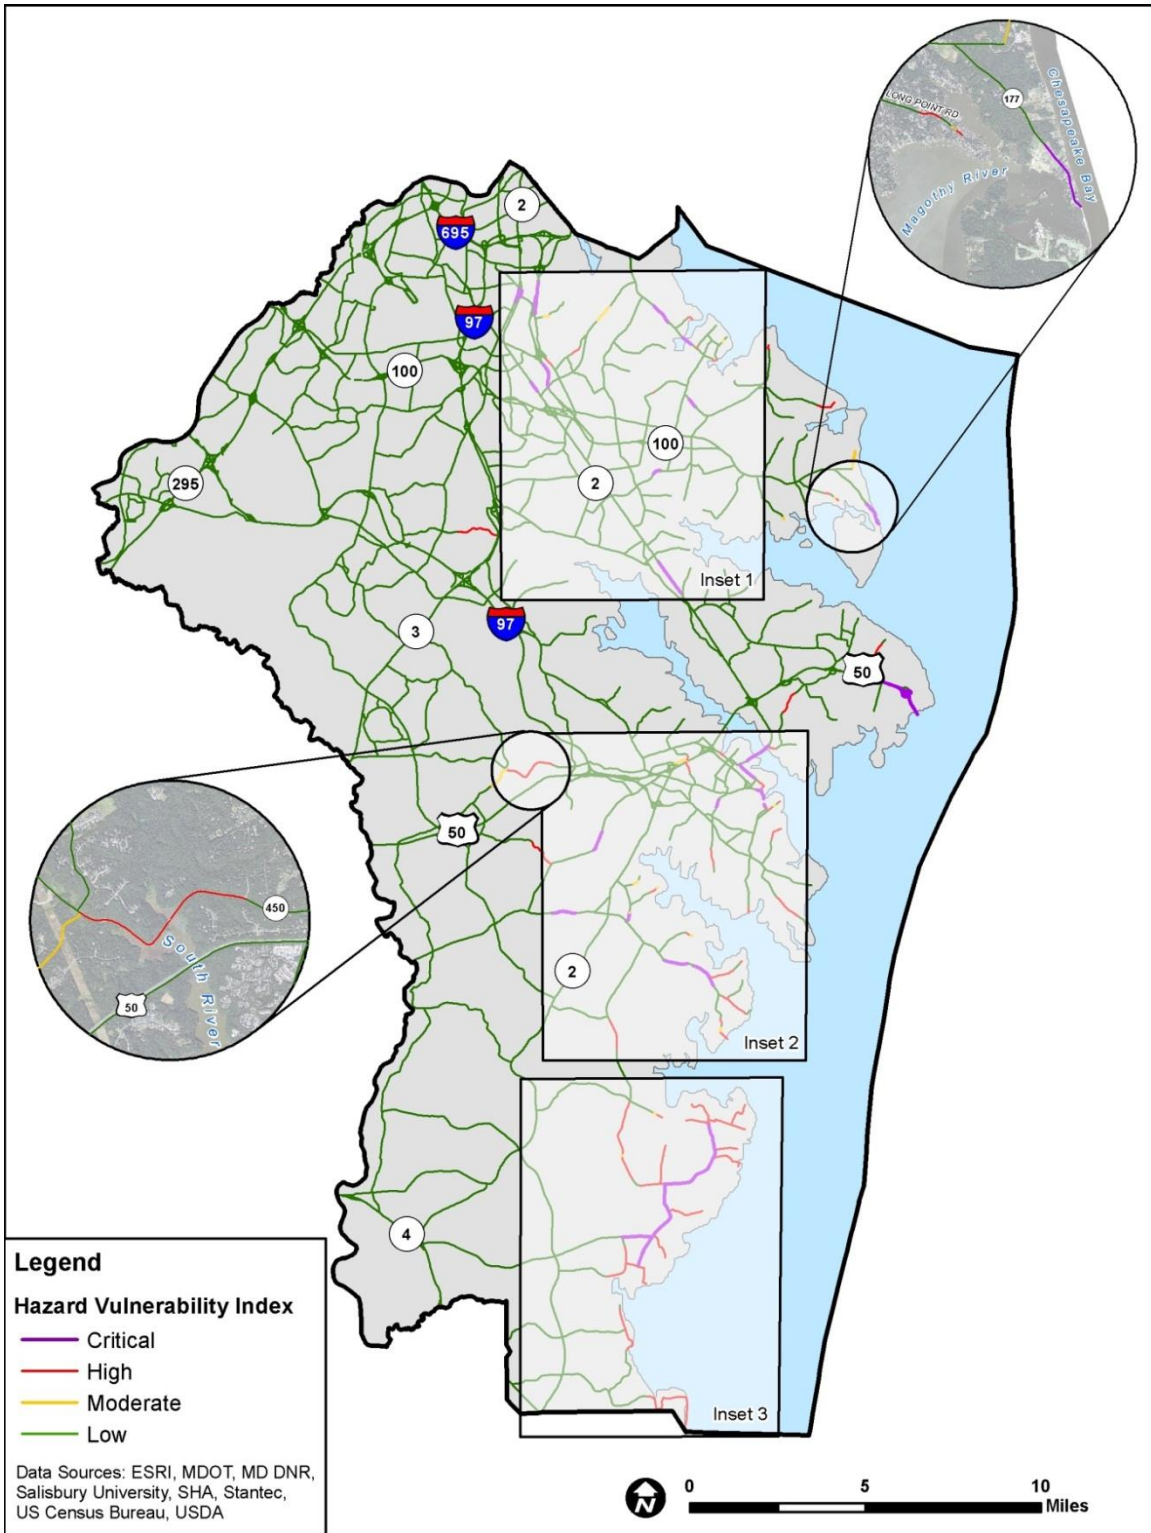 LONG POINT RD
177
Chesapeake Bay
Magothy River
2
695
97
100
295
100
2
Inset 1
3
97
50
50
450
South River
50
2
Inset 2
4
Inset 3
Legend
Hazard Vulnerability Index
Critical
High
Moderate
Low
Data Sources: ESRI, MDOT, MD DNR,
Salisbury University, SHA, Stantec,
US Census Bureau, USDA
N
0 5 10
Miles